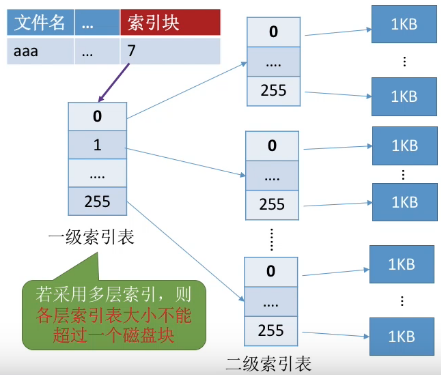 文件名 … 索引块
aaa … 7
0
1
....
255
一级索引表
若采用多层索引，则
各层索引表大小不能
超过一个磁盘块
0
....
255
0
....
255
......
0
....
255
二级索引表
1KB
...
1KB
1KB
...
1KB
1KB
...
1KB